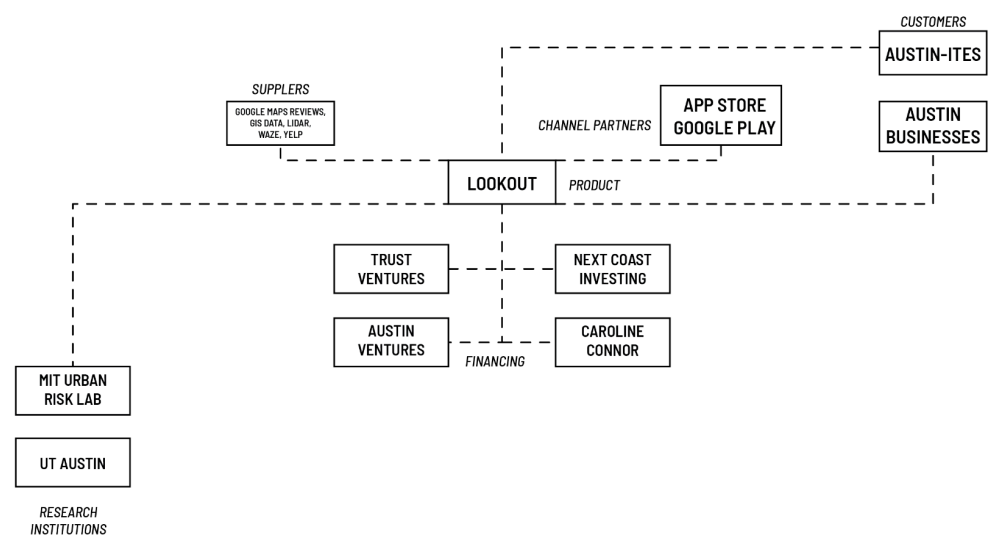 CUSTOMERS
AUSTIN-ITES
SUPPLERS
GOOGLE MAPS REVIEWS,
GIS DATA, LIDAR,
WAZE, YELP
CHANNEL PARTNERS
APP STORE
GOOGLE PLAY
AUSTIN
BUSINESSES
LOOKOUT
PRODUCT
TRUST
VENTURES
NEXT COAST
INVESTING
AUSTIN
VENTURES
CAROLINE
CONNOR
FINANCING
MIT URBAN
RISK LAB
UT AUSTIN
RESEARCH
INSTITUTIONS